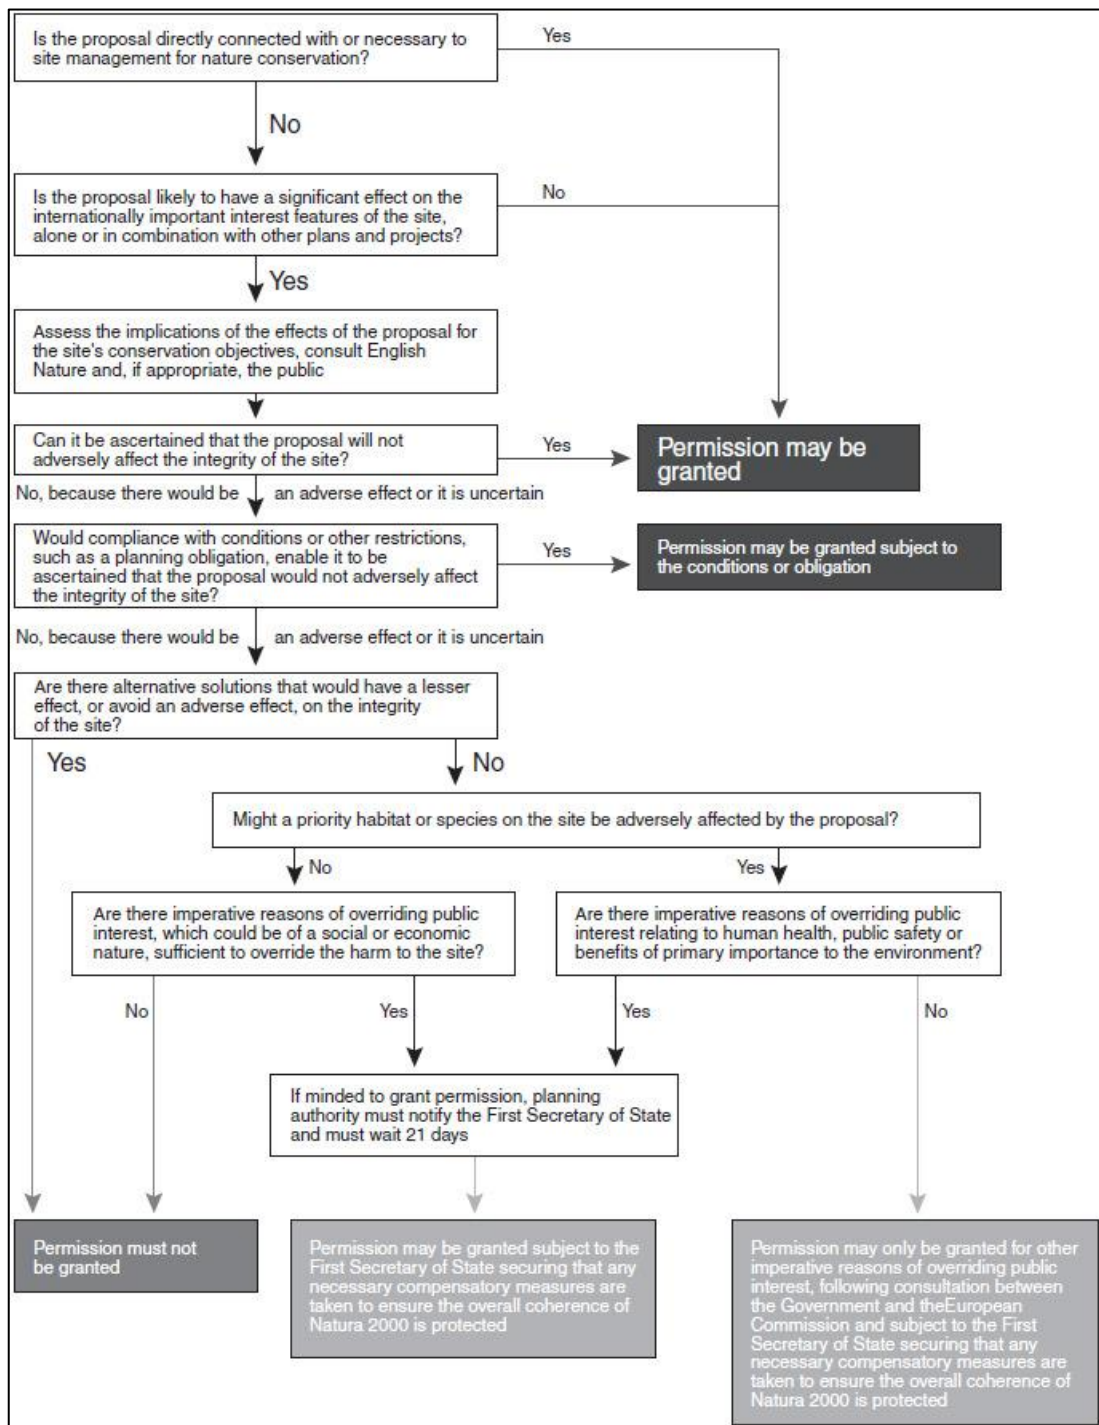 Is the proposal directly connected with or necessary to
site management for nature conservation?
Yes
No
Is the proposal likely to have a significant effect on the
internationally important interest features of the site,
alone or in combination with other plans and projects?
No
Yes
Assess the implications of the effects of the proposal for
the site's conservation objectives, consult English
Nature and, if appropriate, the public
Can it be ascertained that the proposal will not
adversely affect the integrity of the site?
Yes
Permission may be
granted
No, because there would be an adverse effect or it is uncertain
Would compliance with conditions or other restrictions,
such as a planning obligation, enable it to be
ascertained that the proposal would not adversely affect
the integrity of the site?
Yes
Permission may be granted subject to
the conditions or obligation
No, because there would be an adverse effect or it is uncertain
Are there alternative solutions that would have a lesser
effect, or avoid an adverse effect, on the integrity
of the site?
Yes
No
Might a priority habitat or species on the site be adversely affected by the proposal?
No
Yes
Are there imperative reasons of overriding public
interest, which could be of a social or economic
nature, sufficient to override the harm to the site?
Are there imperative reasons of overriding public
interest relating to human health, public safety or
benefits of primary importance to the environment?
No
Yes
Yes
No
If minded to grant permission, planning
authority must notify the First Secretary of State
and must wait 21 days
Permission must not
be granted
Permission may be granted subject to the
First Secretary of State securing that any
necessary compensatory measures are
taken to ensure the overall coherence of
Natura 2000 is protected
Permission may only be granted for other
imperative reasons of overriding public
interest, following consultation between
the Government and theEuropean
Commission and subject to the First
Secretary of State securing that any
necessary compensatory measures are
taken to ensure the overall coherence of
Natura 2000 is protected